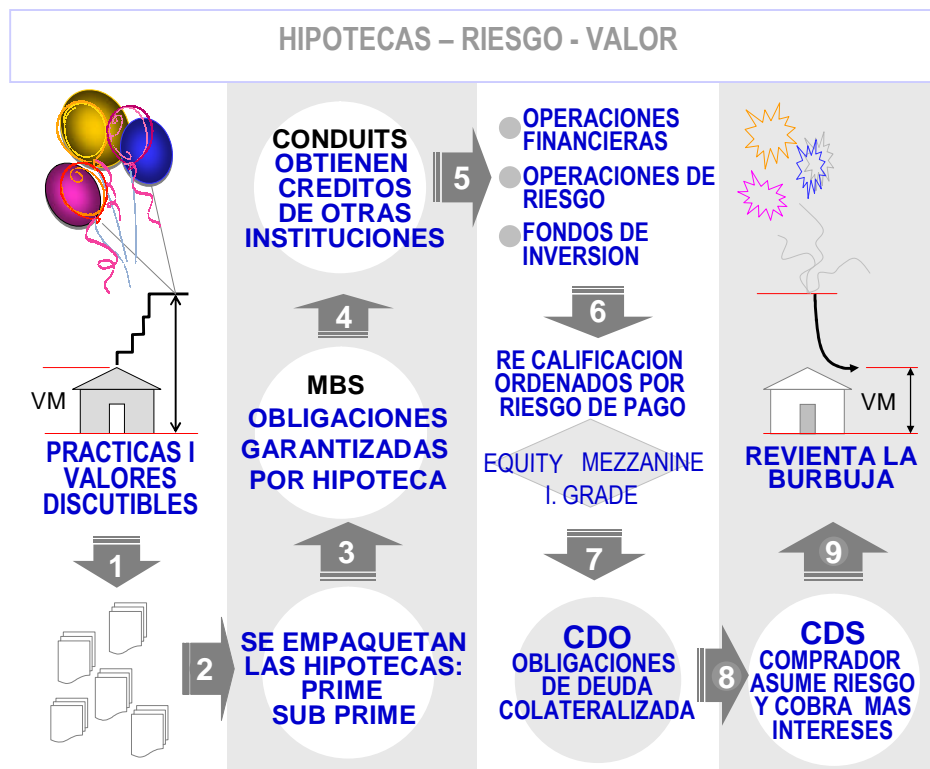 HIPOTECAS – RIESGO - VALOR
VM
PRACTICAS I
VALORES
DISCUTIBLES
1
2
SE EMPAQUETAN
LAS HIPOTECAS:
PRIME
SUB PRIME
3
MBS
OBLIGACIONES
GARANTIZADAS
POR HIPOTECA
4
CONDUITS
OBTIENEN
CREDITOS
DE OTRAS
INSTITUCIONES
5
OPERACIONES
FINANCIERAS
OPERACIONES DE
RIESGO
FONDOS DE
INVERSION
6
RE CALIFICACION
ORDENADOS POR
RIESGO DE PAGO
EQUITY MEZZANINE
I. GRADE
7
CDO
OBLIGACIONES
DE DEUDA
COLATERALIZADA
8
CDS
COMPRADOR
ASUME RIESGO
Y COBRA MAS
INTERESES
9
REVIENTA LA
BURBUJA
VM